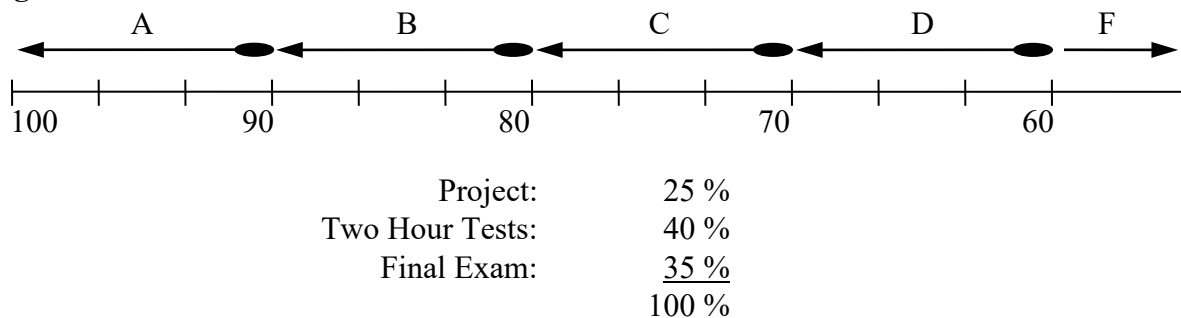 A B C D F
100 90 80 70 60
Project: 25 %
Two Hour Tests: 40 %
Final Exam: 35 %
100 %